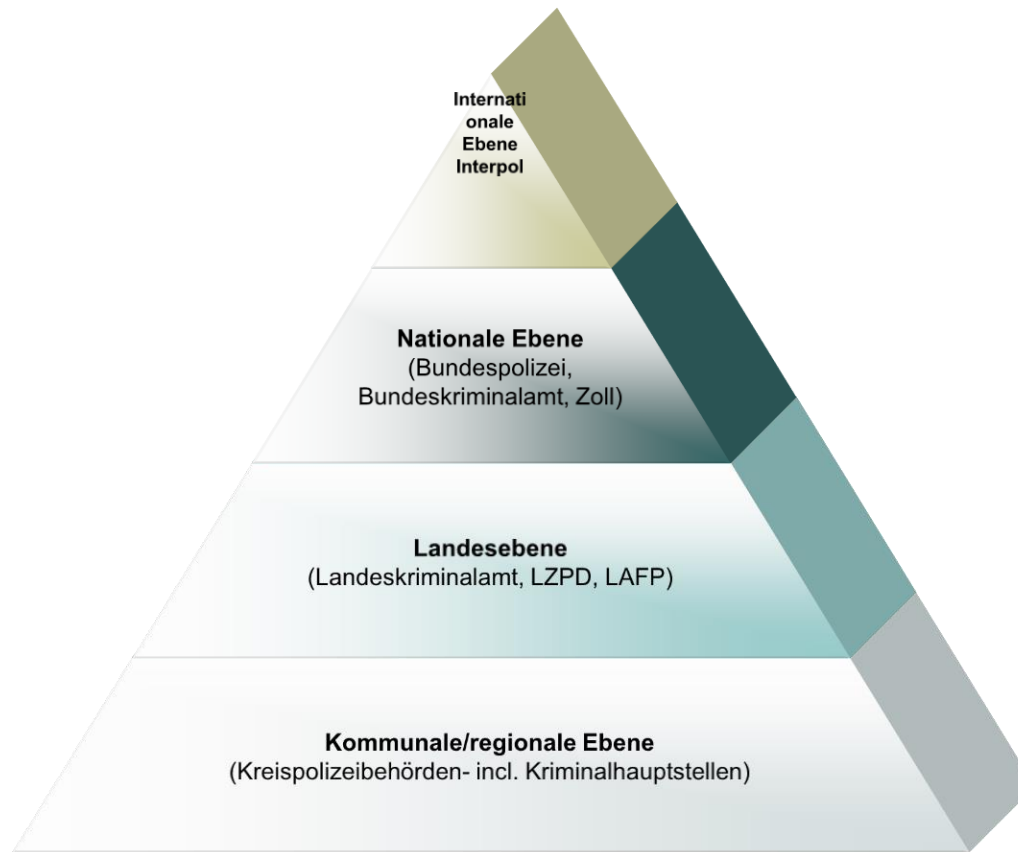 Internati
onale
Ebene
Interpol
Nationale Ebene
(Bundespolizei,
Bundeskriminalamt, Zoll)
Landesebene
(Landeskriminalamt, LZPD, LAFP)
Kommunale/regionale Ebene
(Kreispolizeibehörden- incl. Kriminalhauptstellen)